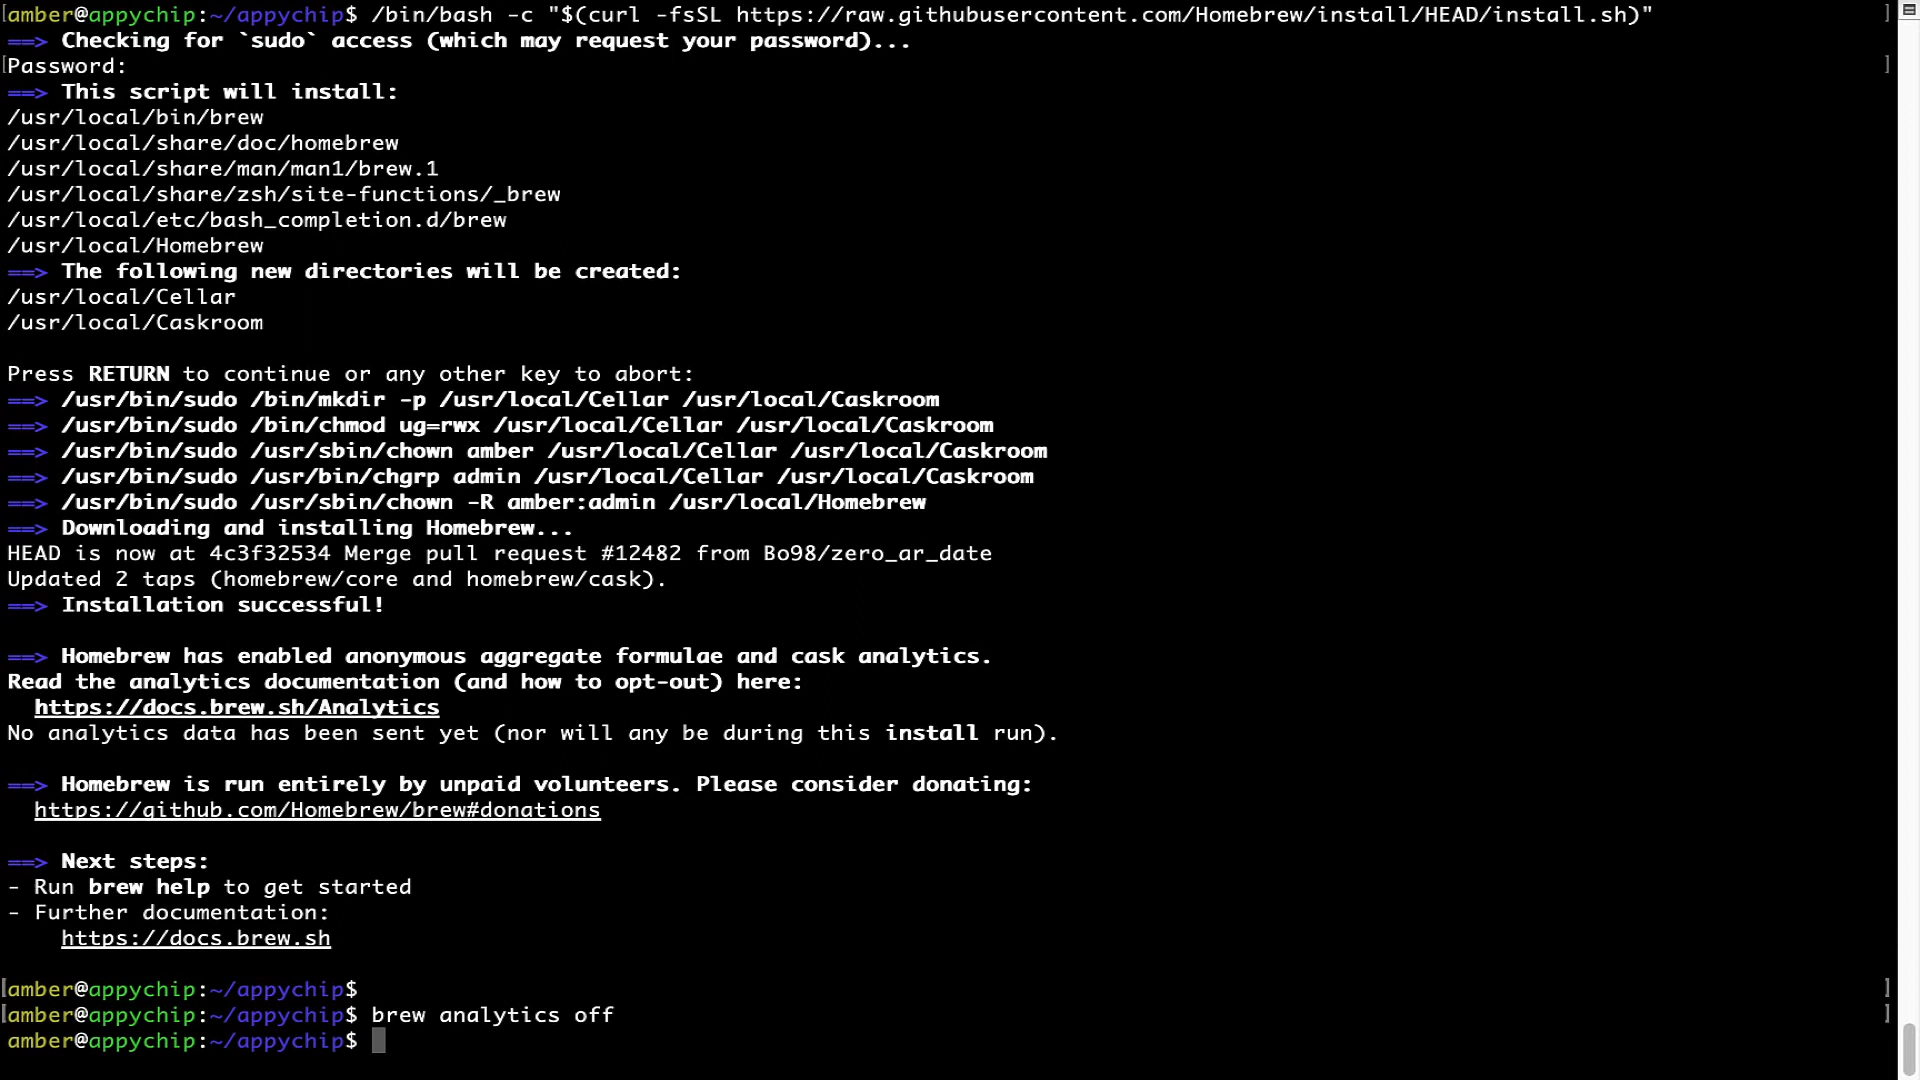 amber@appychip:~/appychip$ /bin/bash -c "$(curl -fsSL https://raw.githubusercontent.com/Homebrew/install/HEAD/install.sh)"
==> Checking for `sudo` access (which may request your password)...
Password:
==> This script will install:
/usr/local/bin/brew
/usr/local/share/doc/homebrew
/usr/local/share/man/man1/brew.1
/usr/local/share/zsh/site-functions/_brew
/usr/local/etc/bash_completion.d/brew
/usr/local/Homebrew
==> The following new directories will be created:
/usr/local/Cellar
/usr/local/Caskroom
Press RETURN to continue or any other key to abort:
==> /usr/bin/sudo /bin/mkdir -p /usr/local/Cellar /usr/local/Caskroom
==> /usr/bin/sudo /bin/chmod ug=rwx /usr/local/Cellar /usr/local/Caskroom
==> /usr/bin/sudo /usr/sbin/chown amber /usr/local/Cellar /usr/local/Caskroom
==> /usr/bin/sudo /usr/bin/chgrp admin /usr/local/Cellar /usr/local/Caskroom
==> /usr/bin/sudo /usr/sbin/chown -R amber:admin /usr/local/Homebrew
==> Downloading and installing Homebrew...
HEAD is now at 4c3f32534 Merge pull request #12482 from Bo98/zero_ar_date
Updated 2 taps (homebrew/core and homebrew/cask).
==> Installation successful!
==> Homebrew has enabled anonymous aggregate formulae and cask analytics.
Read the analytics documentation (and how to opt-out) here:
https://docs.brew.sh/Analytics
No analytics data has been sent yet (nor will any be during this install run).
==> Homebrew is run entirely by unpaid volunteers. Please consider donating:
https://github.com/Homebrew/brew#donations
==> Next steps:
- Run brew help to get started
- Further documentation:
https://docs.brew.sh
amber@appychip:~/appychip$
amber@appychip:~/appychip$ brew analytics off
amber@appychip:~/appychip$